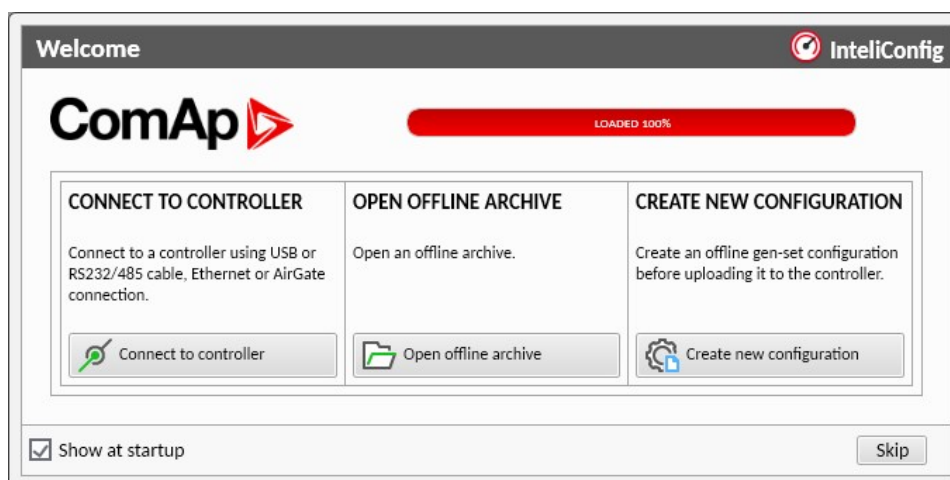 Welcome
InteliConfig
ComAp
LOADED 100%
CONNECT TO CONTROLLER
Connect to a controller using USB or
RS232/485 cable, Ethernet or AirGate
connection.
Connect to controller
OPEN OFFLINE ARCHIVE
Open an offline archive.
Open offline archive
CREATE NEW CONFIGURATION
Create an offline gen-set configuration
before uploading it to the controller.
Create new configuration
Show at startup
Skip